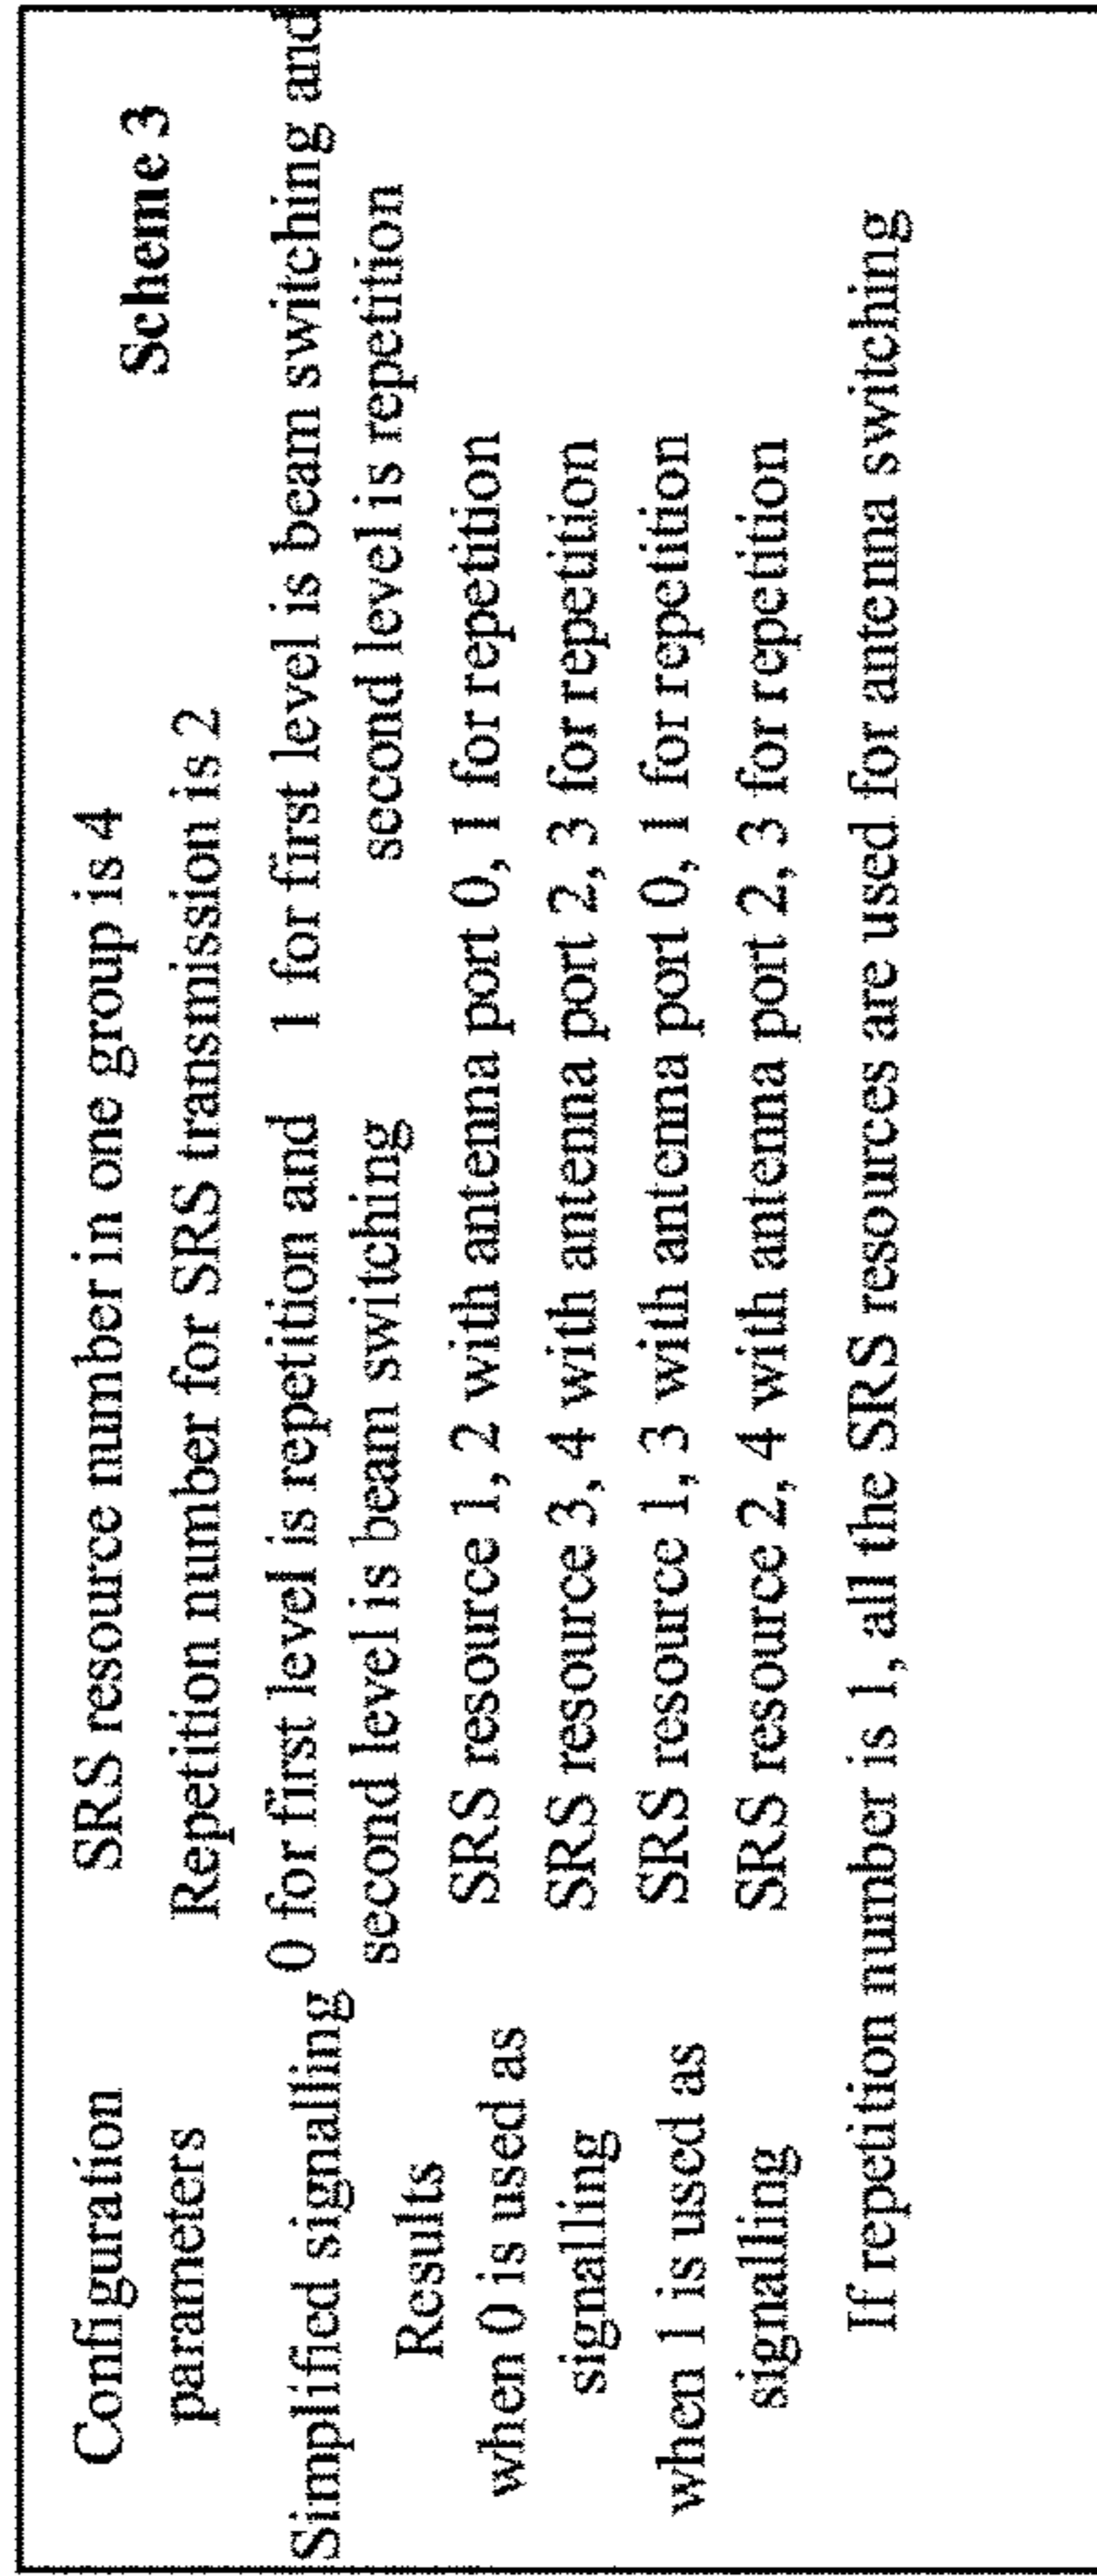 Configuration
parameters
SRS resource number in one group is 4
Scheme 3
Repetition number for SRS transmission is 2
Simplified signalling
0 for first level is repetition and
second level is beam switching
1 for first level is beam switching and
second level is repetition
Results
when 0 is used as
signalling
SRS resource 1, 2 with antenna port 0, 1 for repetition
SRS resource 3, 4 with antenna port 2, 3 for repetition
when 1 is used as
signalling
SRS resource 1, 3 with antenna port 0, 1 for repetition
SRS resource 2, 4 with antenna port 2, 3 for repetition
If repetition number is 1, all the SRS resources are used for antenna switching